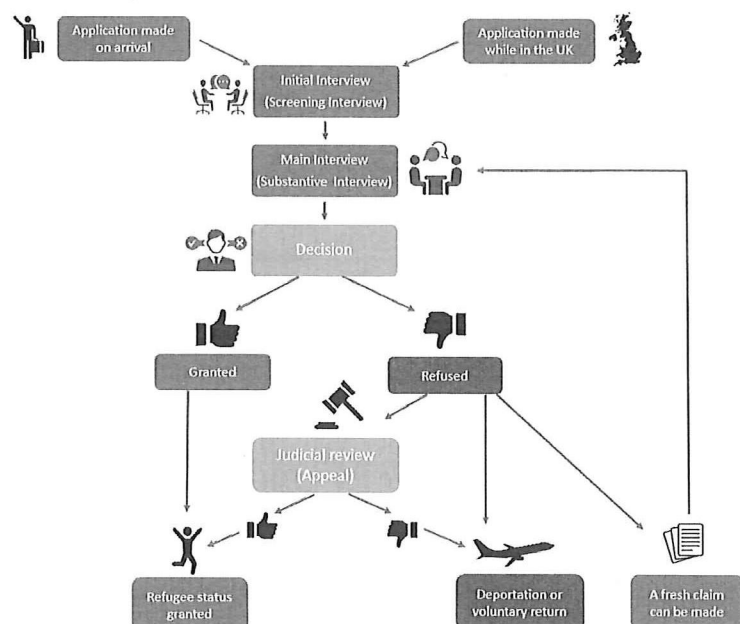 Application made
on arrival
Application made
while in the UK
Initial Interview
(Screening Interview)
Main Interview
(Substantive Interview)
Decision
Granted
Refused
Judicial review
(Appeal)
Refugee status
granted
Deportation or
voluntary return
A fresh claim
can be made